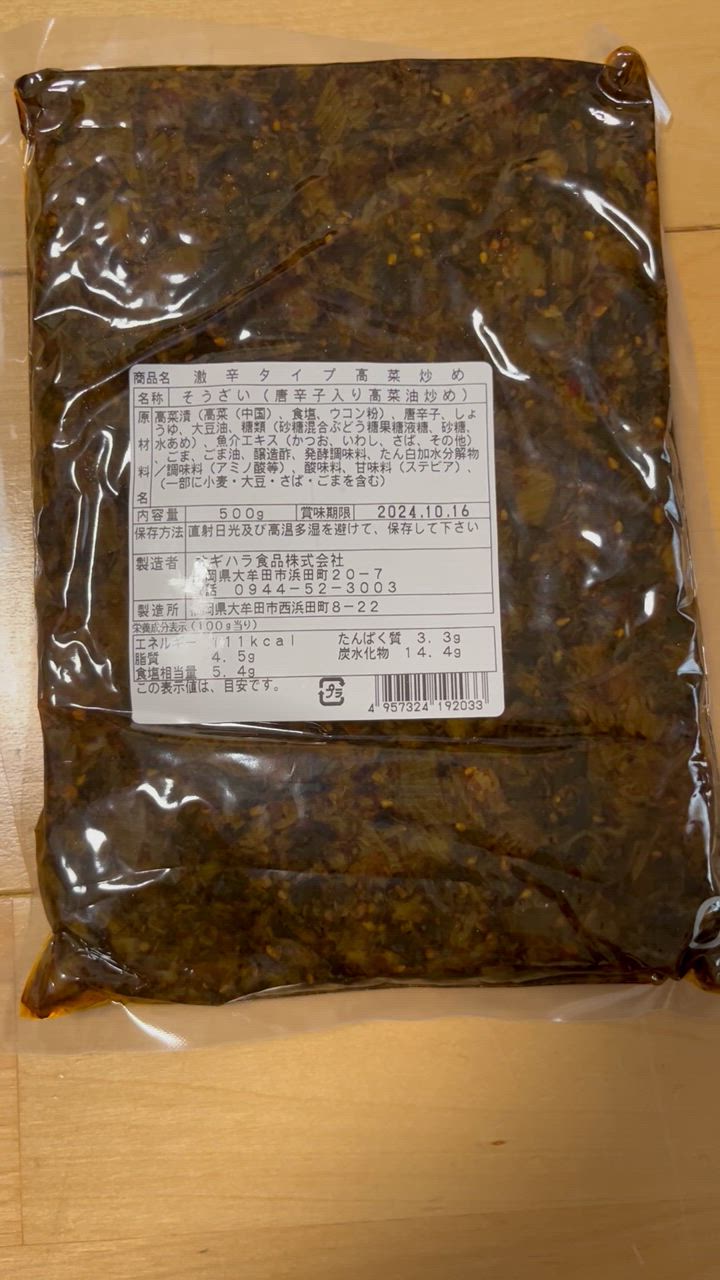 商品名 激辛タイプ高菜炒め
名称 そうざい(唐辛子入り高菜油炒め)
原材料名 高菜漬(高菜(中国)、食塩、ウコン粉)、唐辛子、しょ
うゆ、大豆油、糖類(砂糖混合ぶどう糖果糖液糖、砂糖、
水あめ)、魚介エキス(かつお、いわし、さば、その他)
、ごま、ごま油、醸造酢、発酵調味料、たん白加水分解物
/調味料(アミノ酸等)、酸味料、甘味料(ステビア)、
(一部に小麦・大豆・さば・ごまを含む)
内容量 500g 賞味期限 2024.10.16
保存方法 直射日光及び高温多湿を避けて、保存して下さい
製造者 ギハラ食品株式会社
岡県大牟田市浜田町20-7
話 0944-52-3003
製造所 岡県大牟田市西浜田町8-22
栄養成分表示(100g当り)
エネルギー 11kcal たんぱく質 3.3g
脂質 4.5g 炭水化物 14.4g
食塩相当量 5.4g
この表示値は、目安です。
プラ
4 957324 192033